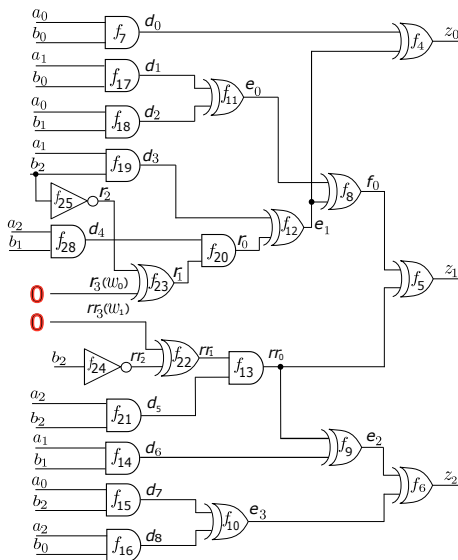 a₀ d₀ z₀
b₀ f₇ f₄
a₁ d₁
b₀ f₁₇ e₀
a₀ d₂ f₁₁
b₁ f₁₈
a₁ d₃
b₂ f₁₉ f₈ f₀
f₂₅ r₂ f₁₂ e₁
a₂ d₄ r₀
b₁ f₂₈ f₂₀
r₁
0 r₃(w₀) f₂₃ f₅ z₁
0 rr₃(w₁)
b₂ f₂₄ rr₂ f₂₂ rr₁ f₁₃ rr₀
a₂ d₅
b₂ f₂₁
a₁ d₆ f₉ e₂
b₁ f₁₄
a₀ d₇ f₆ z₂
b₂ f₁₅ e₃
a₂ d₈ f₁₀
b₀ f₁₆